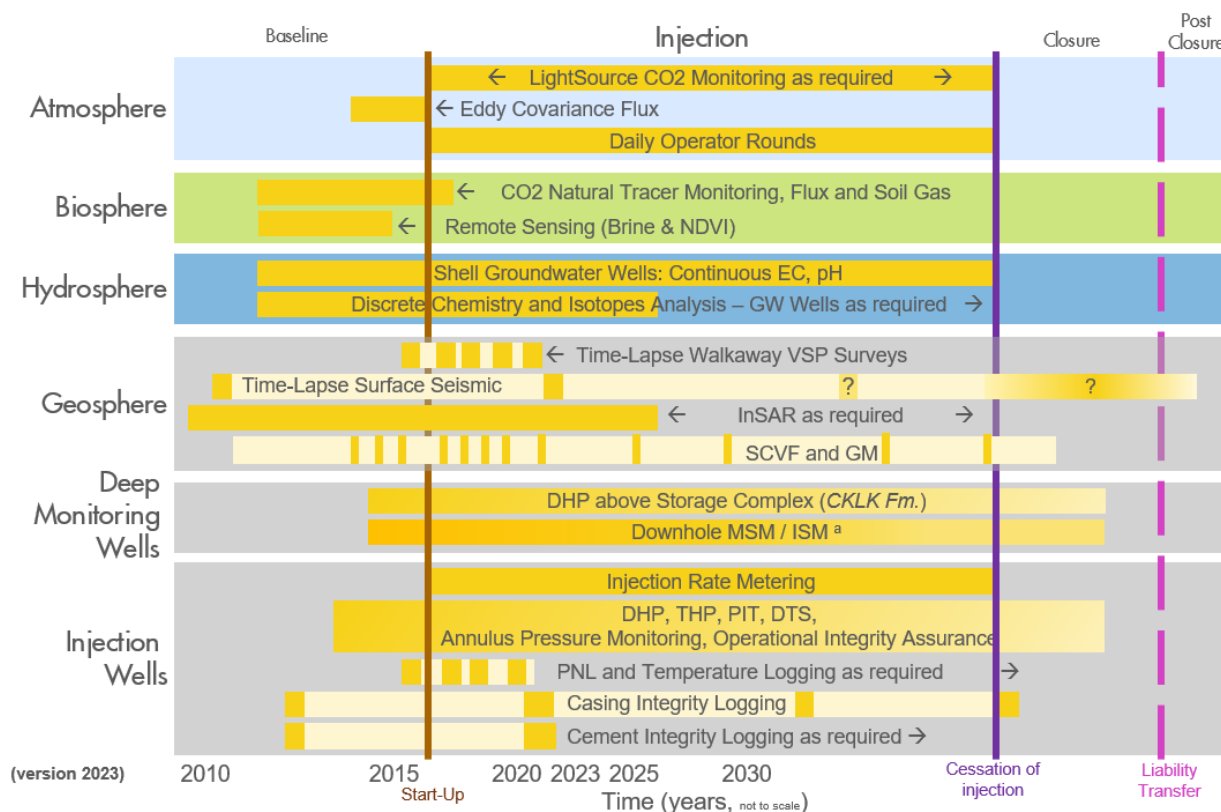 Baseline
Injection
Closure
Post
Closure
Atmosphere
← LightSource CO2 Monitoring as required →
← Eddy Covariance Flux
Daily Operator Rounds
Biosphere
← CO2 Natural Tracer Monitoring, Flux and Soil Gas
← Remote Sensing (Brine & NDVI)
Hydrosphere
Shell Groundwater Wells: Continuous EC, pH
Discrete Chemistry and Isotopes Analysis – GW Wells as required →
Geosphere
← Time-Lapse Walkaway VSP Surveys
Time-Lapse Surface Seismic ? ?
← InSAR as required →
SCVF and GM
Deep
Monitoring
Wells
DHP above Storage Complex (CKLK Fm.)
Downhole MSM / ISM ᵃ
Injection
Wells
Injection Rate Metering
DHP, THP, PIT, DTS,
Annulus Pressure Monitoring, Operational Integrity Assurance
PNL and Temperature Logging as required →
Casing Integrity Logging
Cement Integrity Logging as required →
(version 2023)
2010 2015 2020 2023 2025 2030
Start-Up
Cessation of
injection
Liability
Transfer
Time (years, not to scale)